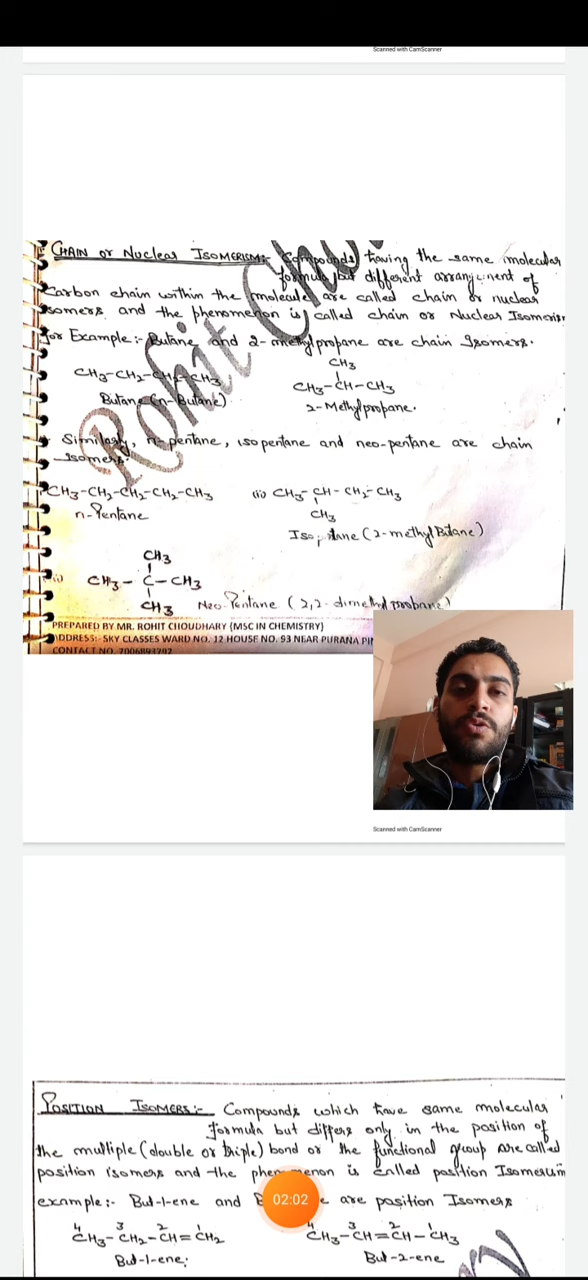 Scanned with CamScanner
CHAIN or Nuclear ISOMERISM:- Compounds having the same molecular
formula but different arrangement of
Carbon chain within the molecule are called chain or nuclear
isomers and the phenomenon is called chain or Nuclear Isomerism
for Example:- Butane and 2-methylpropane are chain Isomers.
CH3
CH3-CH2-CH2-CH3 CH3-CH-CH3
Butane (n-Butane) 2-Methylpropane.
Similarly, n-pentane, isopentane and neo-pentane are chain
Isomers.
CH3-CH2-CH2-CH2-CH3 (ii) CH3-CH-CH2-CH3
n-Pentane CH3
(2-methylButane)
CH3
CH3-C-CH3
CH3 Neo-Pentane (2,2-dimethyl propane)
PREPARED BY MR. ROHIT CHOUDHARY (MSC IN CHEMISTRY)
ADDRESS:- SKY CLASSES WARD NO. 12 HOUSE NO. 93 NEAR PURANA
CONTACT NO. 7006893292
Rohit
Scanned with CamScanner
POSITION ISOMERS:- Compounds which have same molecular
formula but differs only in the position of
the multiple (double or triple) bond or the functional group are called
position isomers and the phenomenon is called position Isomerism
example:- But-1-ene and are position Isomers
02:02
4 3 2 1
CH3-CH2-CH=CH2
4 3 2 1
CH3-CH=CH-CH3
But-1-ene; But-2-ene